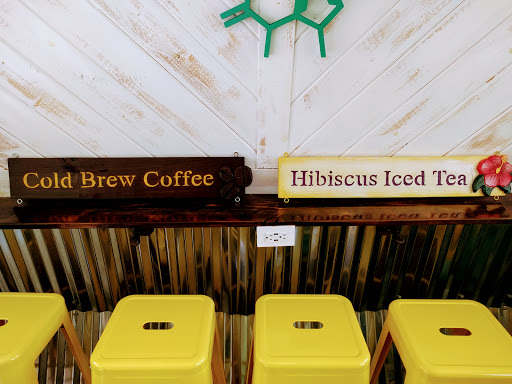 Cold Brew Coffee
Hibiscus Iced Tea